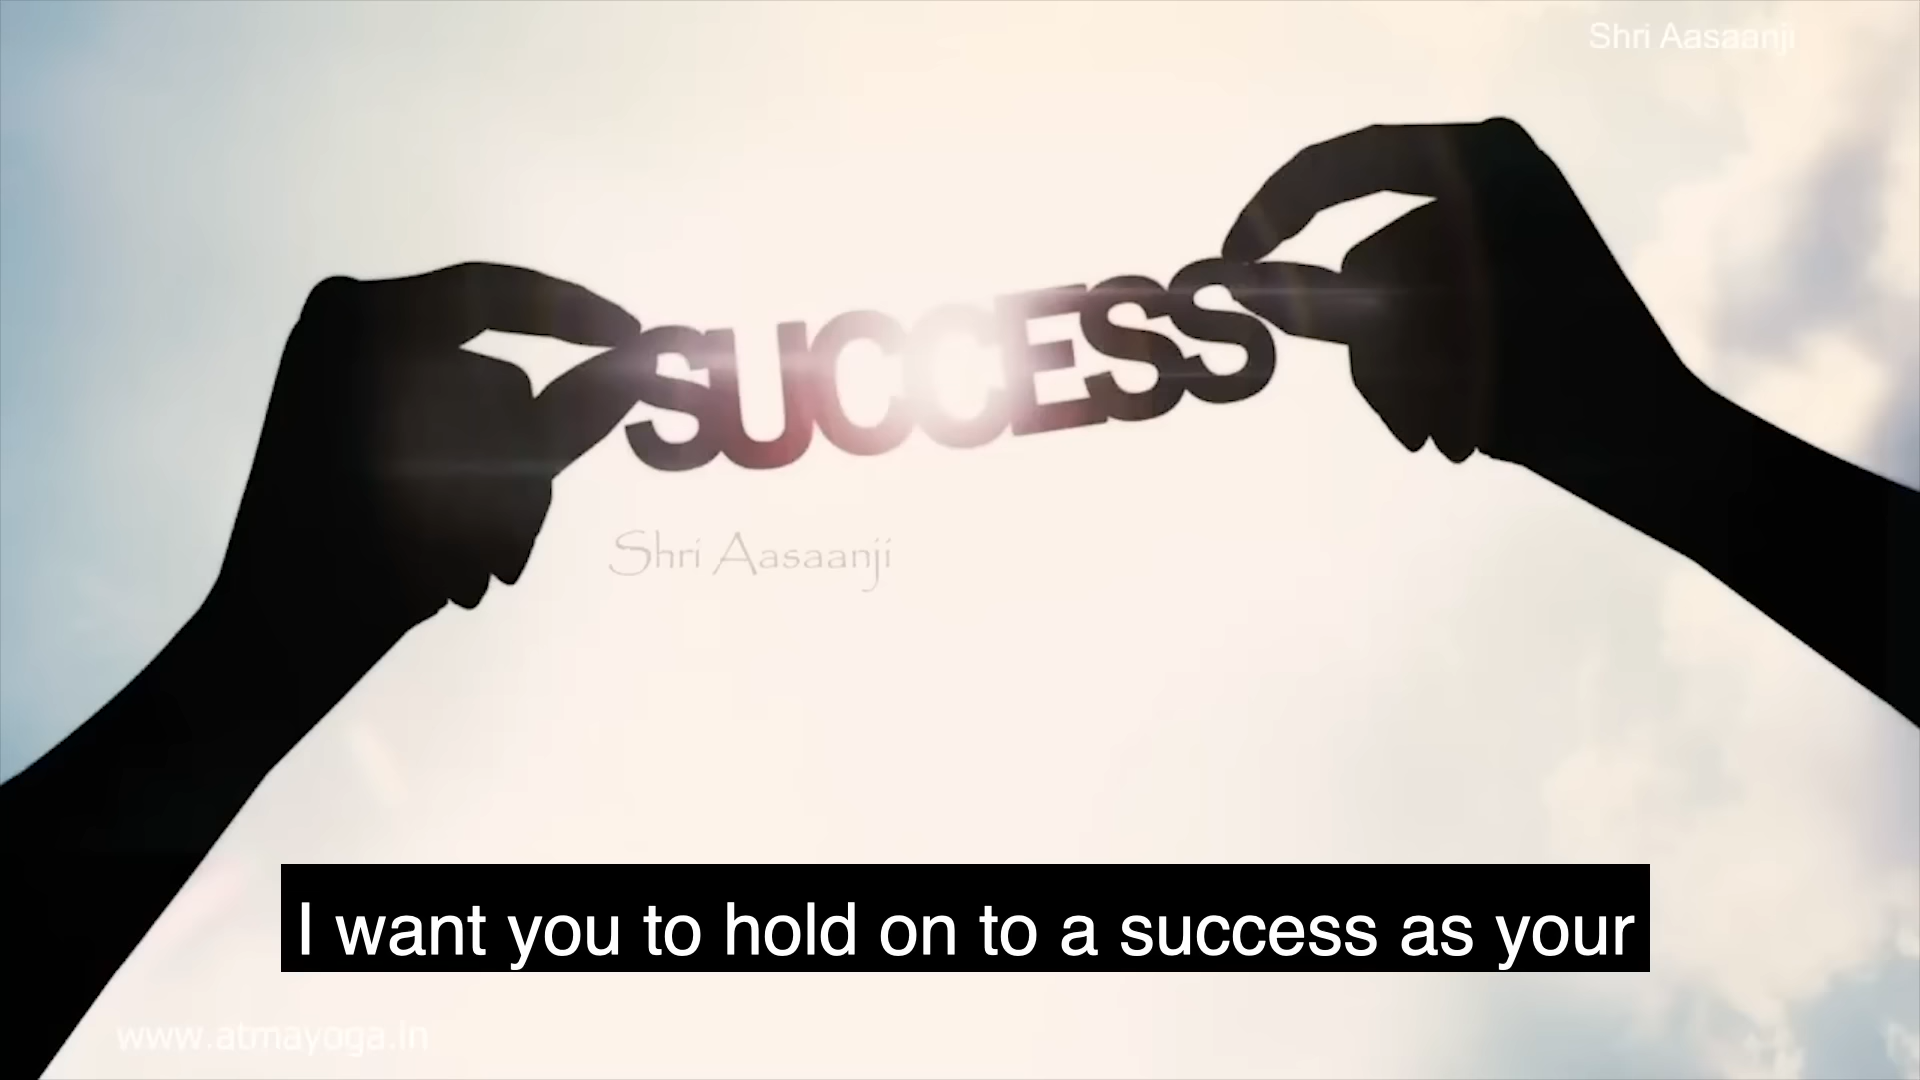 Shri Aasaanji
SUCCESS
Shri Aasaanji
I want you to hold on to a success as your
www.atmayoga.in